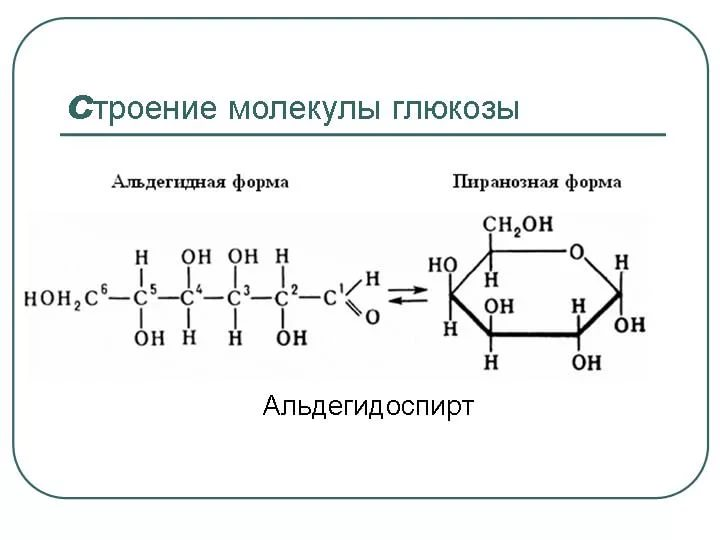 Строение молекулы глюкозы
Альдегидная форма Пиранозная форма
H OH OH H
HOH₂C⁶—C⁵—C⁴—C³—C²—C¹ H O
OH H H OH
CH₂OH
HO H O H
H OH H OH
H OH
Альдегидоспирт